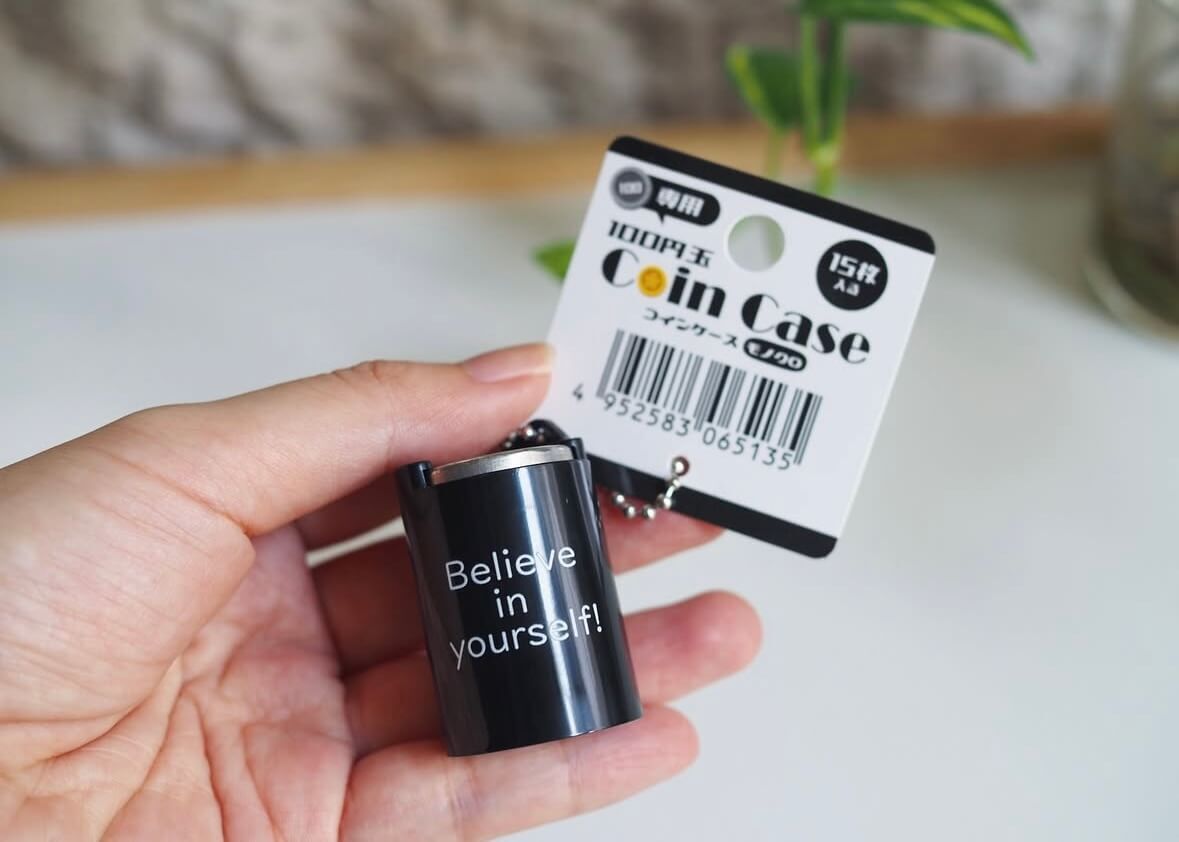 100 専用
100円玉
Coin Case
コインケース モノクロ
15枚
入る
4 952583 065135
Believe
in
yourself!